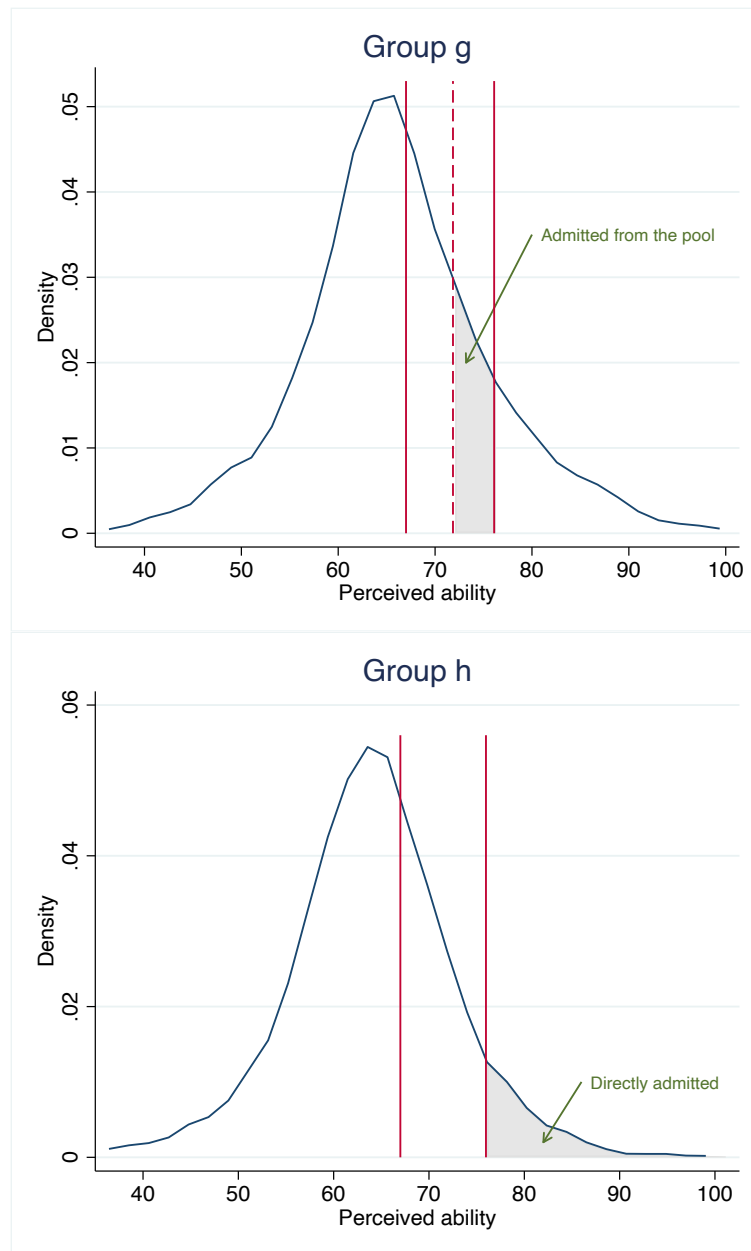 Group g
.05
.04
.03
.02
.01
0
Density
Admitted from the pool
40 50 60 70 80 90 100
Perceived ability
Group h
.06
.04
.02
0
Density
Directly admitted
40 50 60 70 80 90 100
Perceived ability